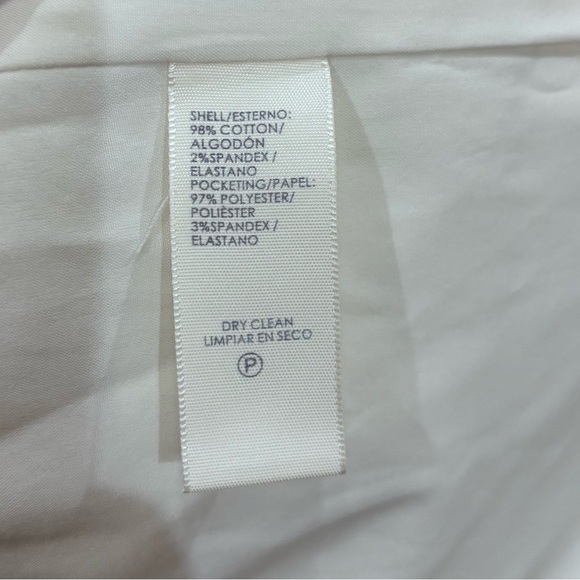 SHELL/ESTERNO:
98% COTTON/
ALGODÓN
2%SPANDEX/
ELASTANO
POCKETING/PAPEL:
97% POLYESTER/
POLIÉSTER
3%SPANDEX/
ELASTANO
DRY CLEAN
LIMPIAR EN SECO
P